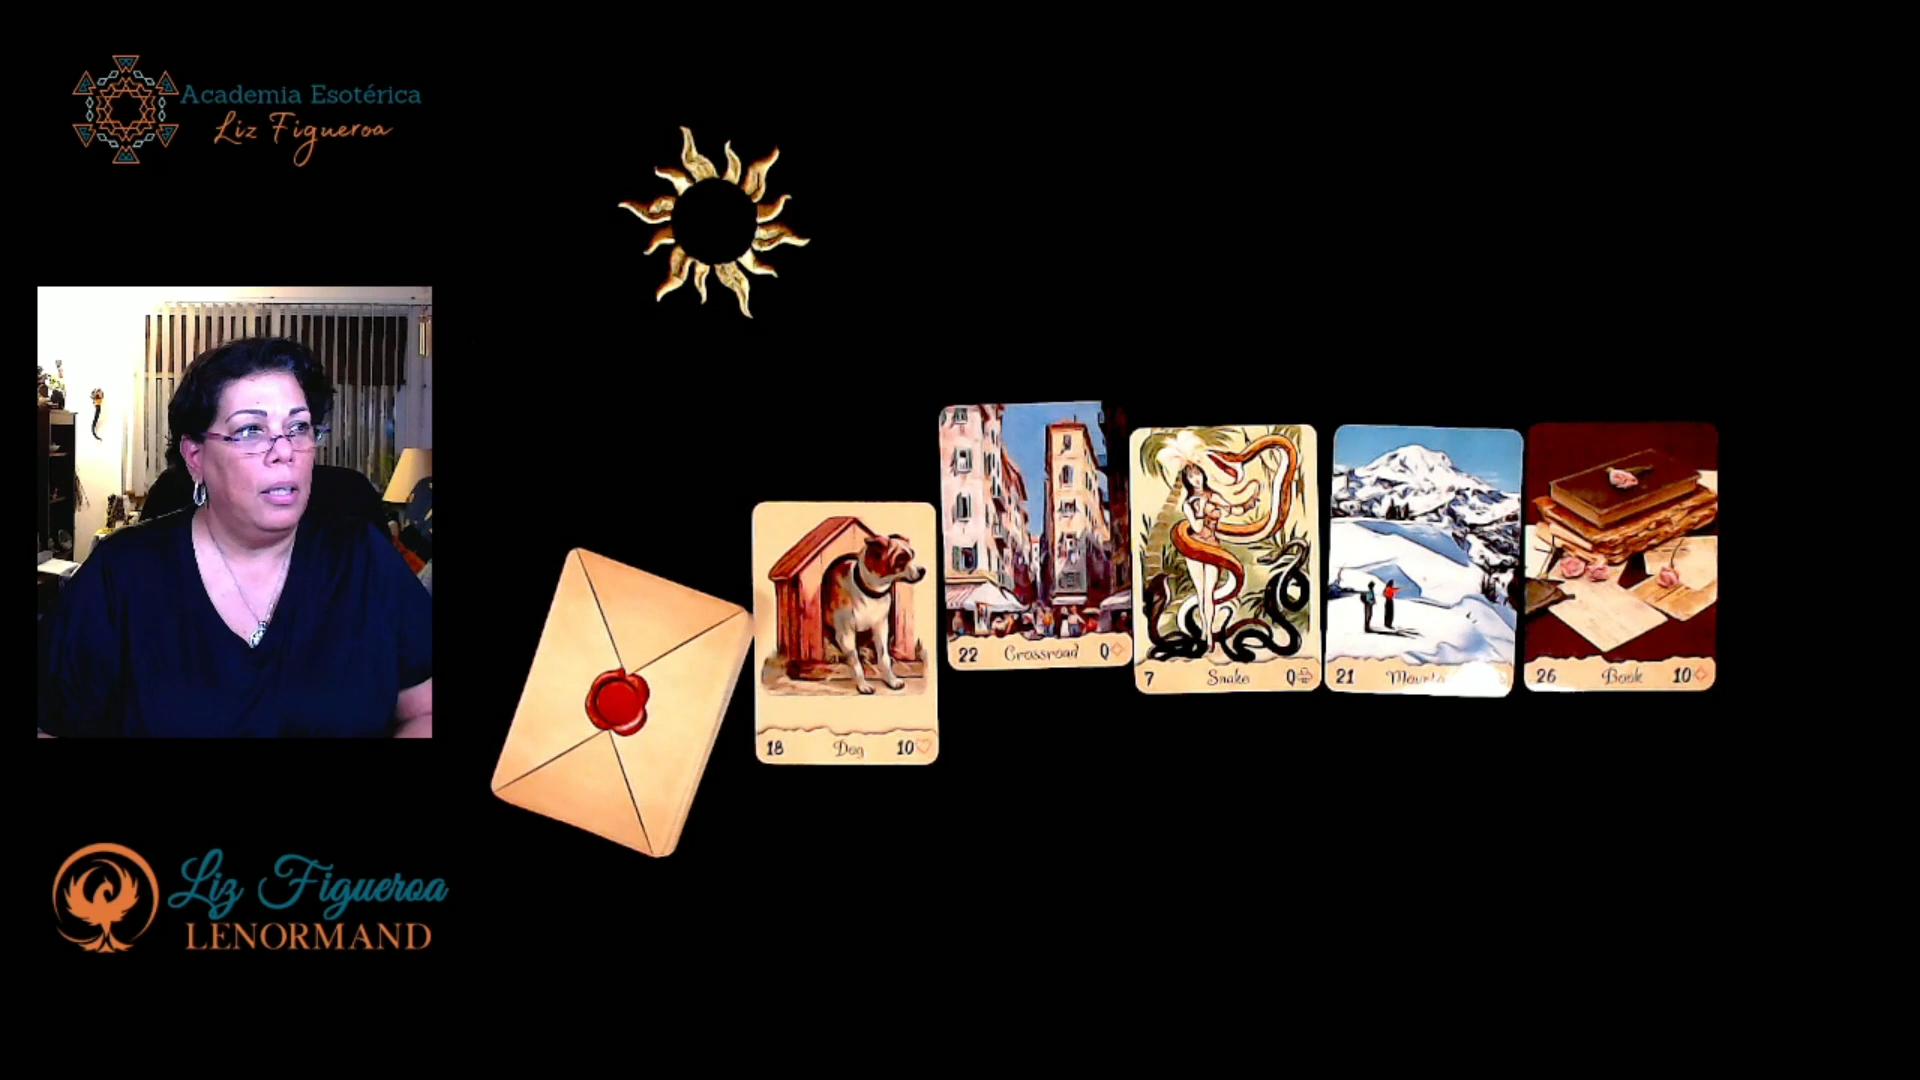 Academia Esotérica
Liz Figueroa
22 Crossroad Q
7 Snake Q
21
26 Book 10
18 Dog 10
Liz Figueroa
LENORMAND